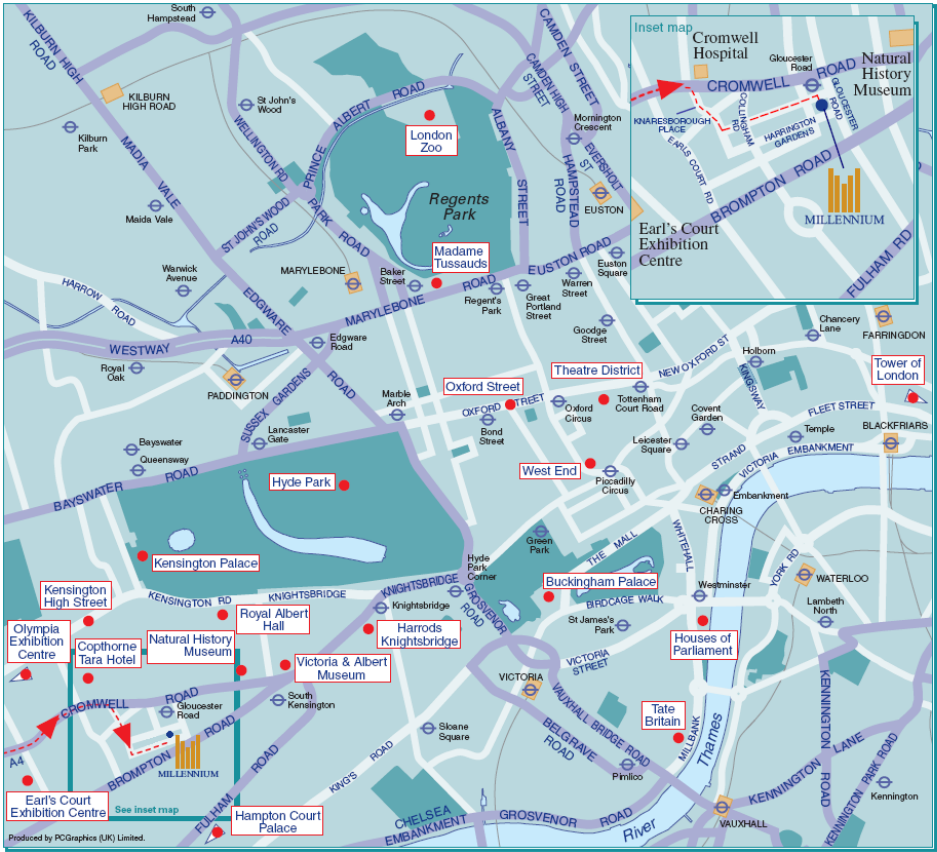 South
Hampstead
KILBURN HIGH
ROAD
KILBURN
HIGH ROAD
St John's
Wood
Kilburn
Park
MADIA
VALE
WELLINGTON RD
PRINCE
ALBERT
ROAD
London
Zoo
Regents
Park
ALBANY
STREET
CAMDEN STREET
CAMDEN HIGH
STREET
Mornington
Crescent
EVERSHOLT
ST
HAMPSTEAD
ROAD
EUSTON
Inset map
Cromwell
Hospital
Gloucester
Road
Natural
History
Museum
CROMWELL
ROAD
KNARESBOROUGH
PLACE
COLLINGHAM
RD
GLOUCESTER
ROAD
HARRINGTON
GARDENS
EARLS COURT RD
BROMPTON ROAD
MILLENNIUM
Earl's Court
Exhibition
Centre
FULHAM RD
Maida Vale
ST JOHN'S WOOD
ROAD
PARK
ROAD
Warwick
Avenue
MARYLEBONE
Baker
Street
Madame
Tussauds
EUSTON ROAD
Euston
Square
Warren
Street
HARROW
ROAD
EDGWARE
ROAD
MARYLEBONE
ROAD
Regent's
Park
Great
Portland
Street
Goodge
Street
Chancery
Lane
FARRINGDON
WESTWAY
A40
Edgware
Road
Royal
Oak
PADDINGTON
SUSSEX GARDENS
Marble
Arch
Oxford Street
Theatre District
NEW OXFORD ST
Holborn
KINGSWAY
Tower of
London
OXFORD
STREET
Oxford
Circus
Tottenham
Court Road
Covent
Garden
FLEET STREET
Bond
Street
Leicester
Square
Temple
BLACKFRIARS
Lancaster
Gate
Bayswater
Queensway
BAYSWATER
ROAD
Hyde Park
West End
Piccadilly
Circus
STRAND
VICTORIA
EMBANKMENT
Embankment
CHARING
CROSS
Green
Park
THE MALL
WHITEHALL
Kensington Palace
Hyde
Park
Corner
Buckingham Palace
YORK RD
WATERLOO
Kensington
High Street
KENSINGTON RD
KNIGHTSBRIDGE
KNIGHTSBRIDGE
Knightsbridge
GROSVENOR
ROAD
BIRDCAGE WALK
Westminster
Lambeth
North
St James's
Park
Olympia
Exhibition
Centre
Copthorne
Tara Hotel
Natural History
Museum
Royal Albert
Hall
Harrods
Knightsbridge
Houses of
Parliament
Victoria & Albert
Museum
VICTORIA
STREET
VICTORIA
CROMWELL
ROAD
Gloucester
Road
South
Kensington
Sloane
Square
VAUXHALL BRIDGE ROAD
BELGRAVE
ROAD
Tate
Britain
MILLBANK
Thames
KENNINGTON
ROAD
A4
BROMPTON
ROAD
MILLENNIUM
KING'S ROAD
Pimlico
KENNINGTON
LANE
KENNINGTON PARK ROAD
Kennington
Earl's Court
Exhibition Centre
See inset map
FULHAM
ROAD
Hampton Court
Palace
CHELSEA
EMBANKMENT
GROSVENOR
ROAD
River
VAUXHALL
Produced by PCGraphics (UK) Limited.